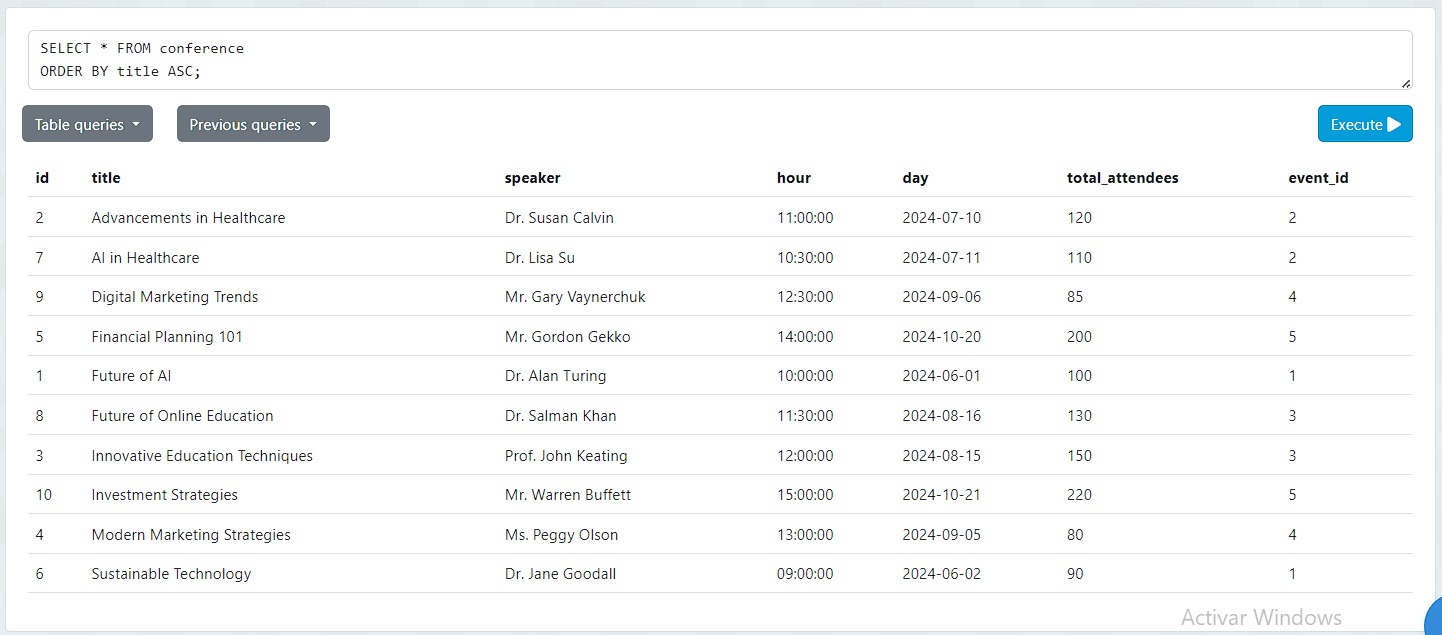 SELECT * FROM conference
ORDER BY title ASC;
Table queries Previous queries Execute
id title speaker hour day total_attendees event_id
2 Advancements in Healthcare Dr. Susan Calvin 11:00:00 2024-07-10 120 2
7 AI in Healthcare Dr. Lisa Su 10:30:00 2024-07-11 110 2
9 Digital Marketing Trends Mr. Gary Vaynerchuk 12:30:00 2024-09-06 85 4
5 Financial Planning 101 Mr. Gordon Gekko 14:00:00 2024-10-20 200 5
1 Future of AI Dr. Alan Turing 10:00:00 2024-06-01 100 1
8 Future of Online Education Dr. Salman Khan 11:30:00 2024-08-16 130 3
3 Innovative Education Techniques Prof. John Keating 12:00:00 2024-08-15 150 3
10 Investment Strategies Mr. Warren Buffett 15:00:00 2024-10-21 220 5
4 Modern Marketing Strategies Ms. Peggy Olson 13:00:00 2024-09-05 80 4
6 Sustainable Technology Dr. Jane Goodall 09:00:00 2024-06-02 90 1
Activar Windows